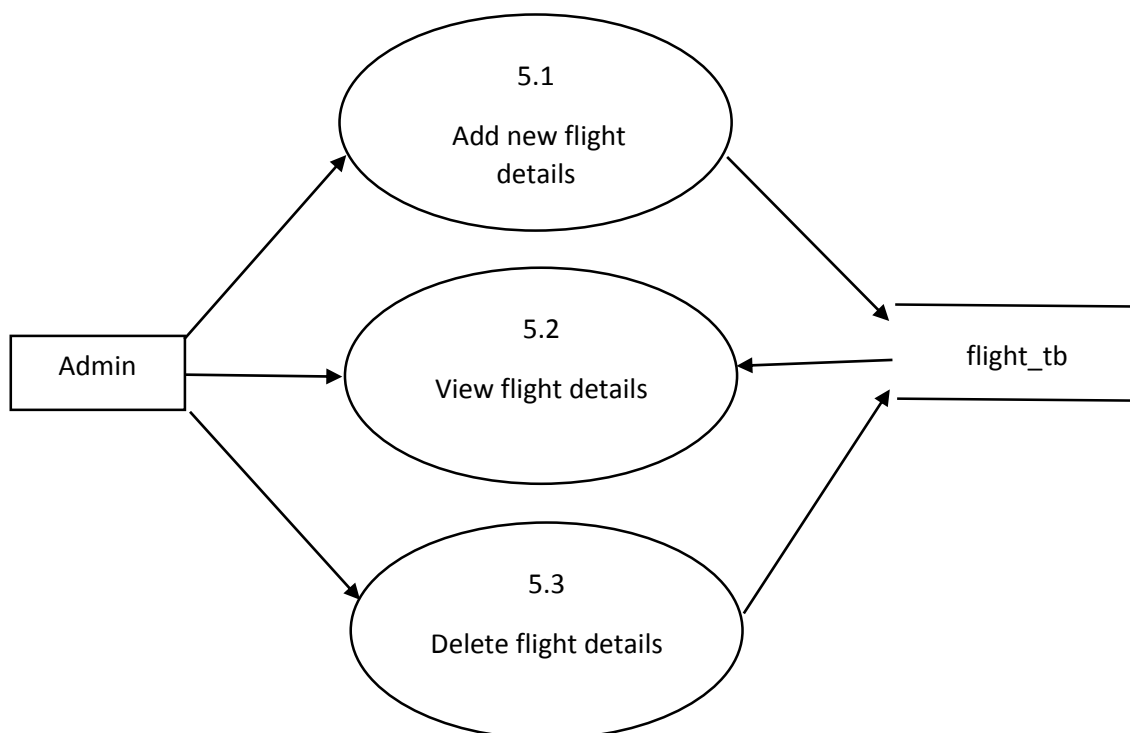 5.1
Add new flight
details
Admin
5.2
View flight details
flight_tb
5.3
Delete flight details